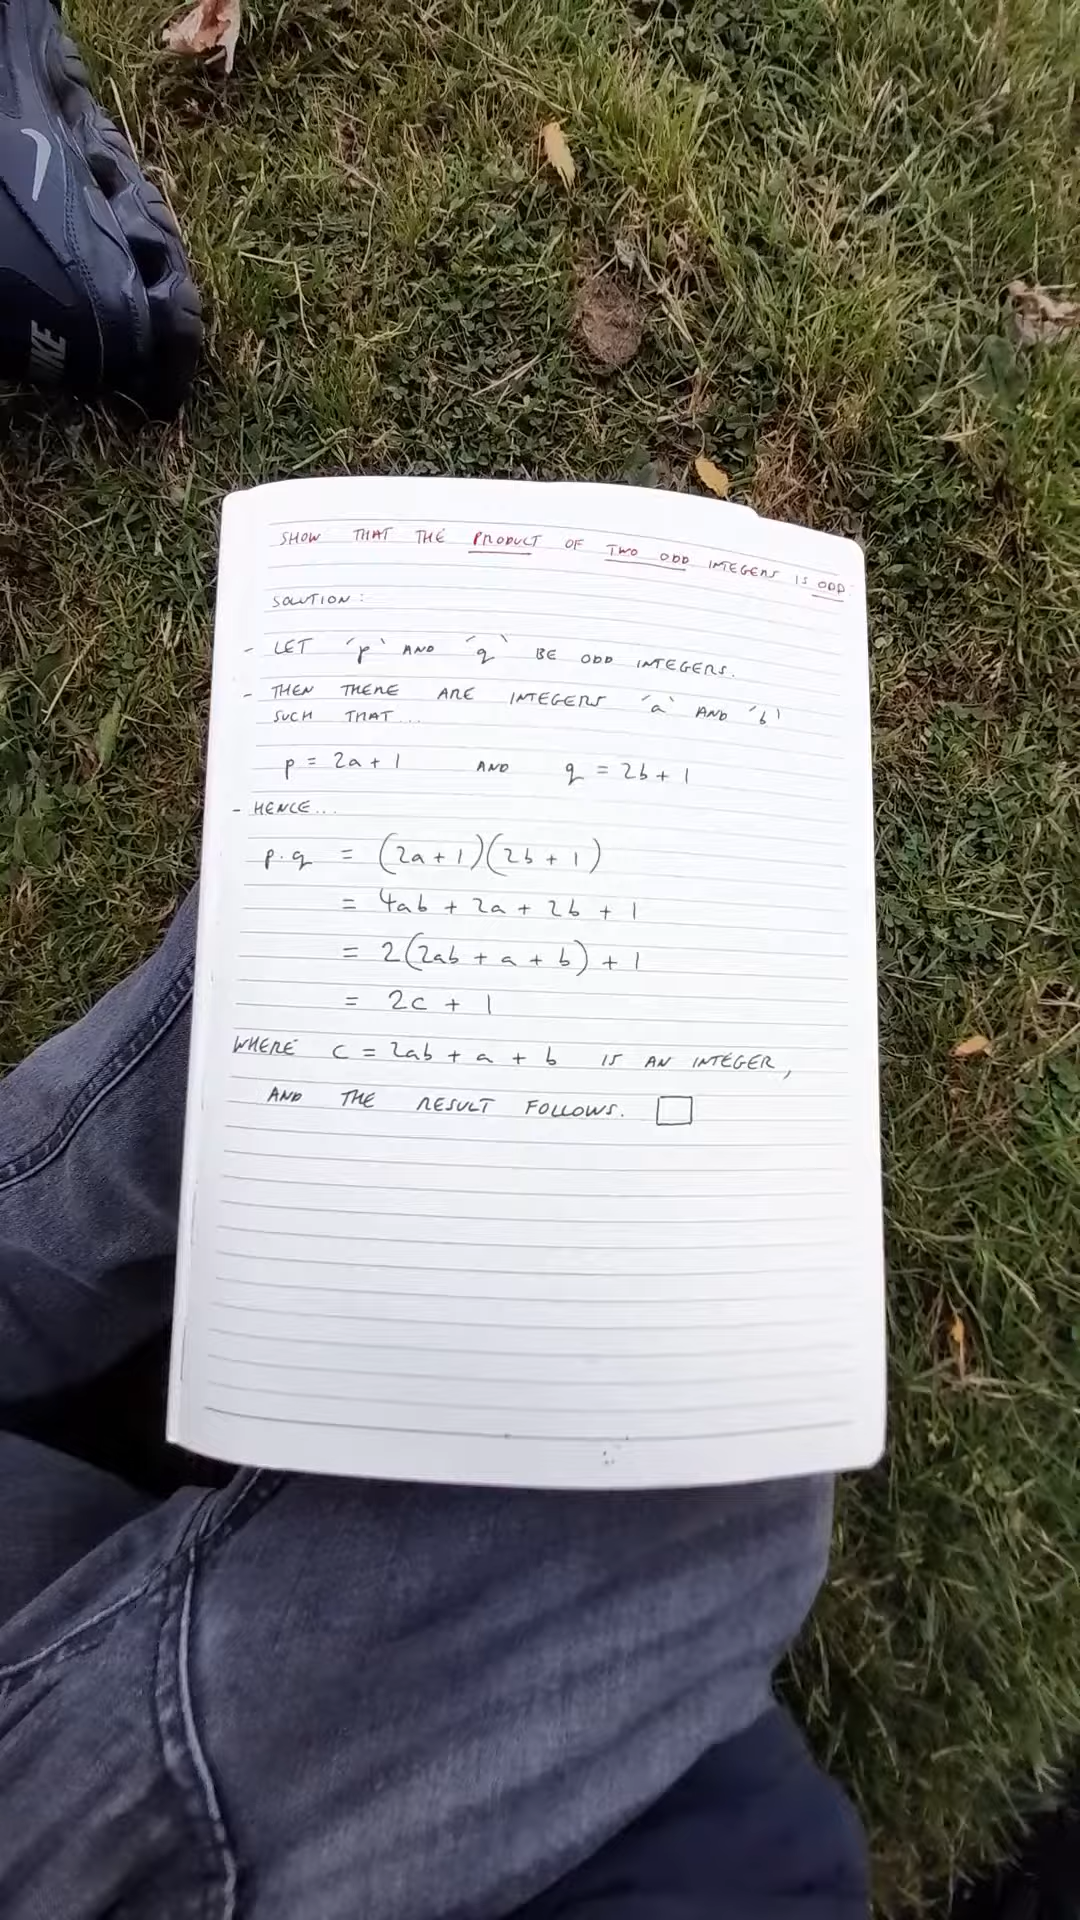 NIKE
SHOW THAT THE PRODUCT OF TWO ODD INTEGERS IS ODD:
SOLUTION:
- LET 'p' AND 'q' BE ODD INTEGERS.
- THEN THERE ARE INTEGERS 'a' AND 'b'
SUCH THAT...
p = 2a + 1 AND q = 2b + 1
- HENCE...
p.q = (2a + 1)(2b + 1)
= 4ab + 2a + 2b + 1
= 2(2ab + a + b) + 1
= 2c + 1
WHERE c = 2ab + a + b IS AN INTEGER,
AND THE RESULT FOLLOWS. □